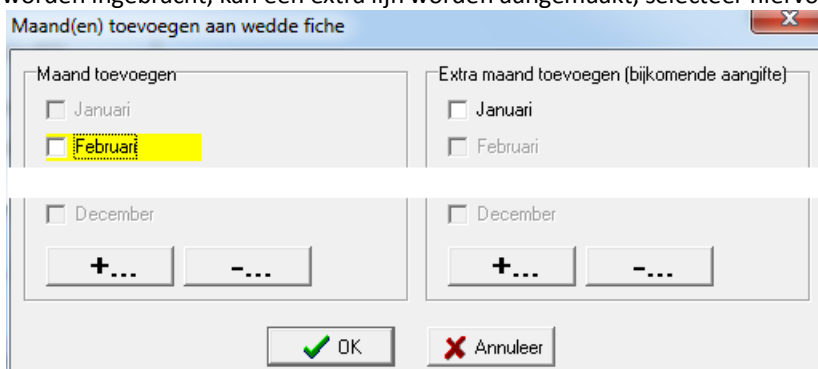 worden ingebracht, kan een extra lijn worden aangemaakt, selecteer hiervo
Maand(en) toevoegen aan wedde fiche
x
Maand toevoegen
Januari
Februari
December
+... -...
Extra maand toevoegen (bijkomende aangifte)
Januari
Februari
December
+... -...
OK Annuleer